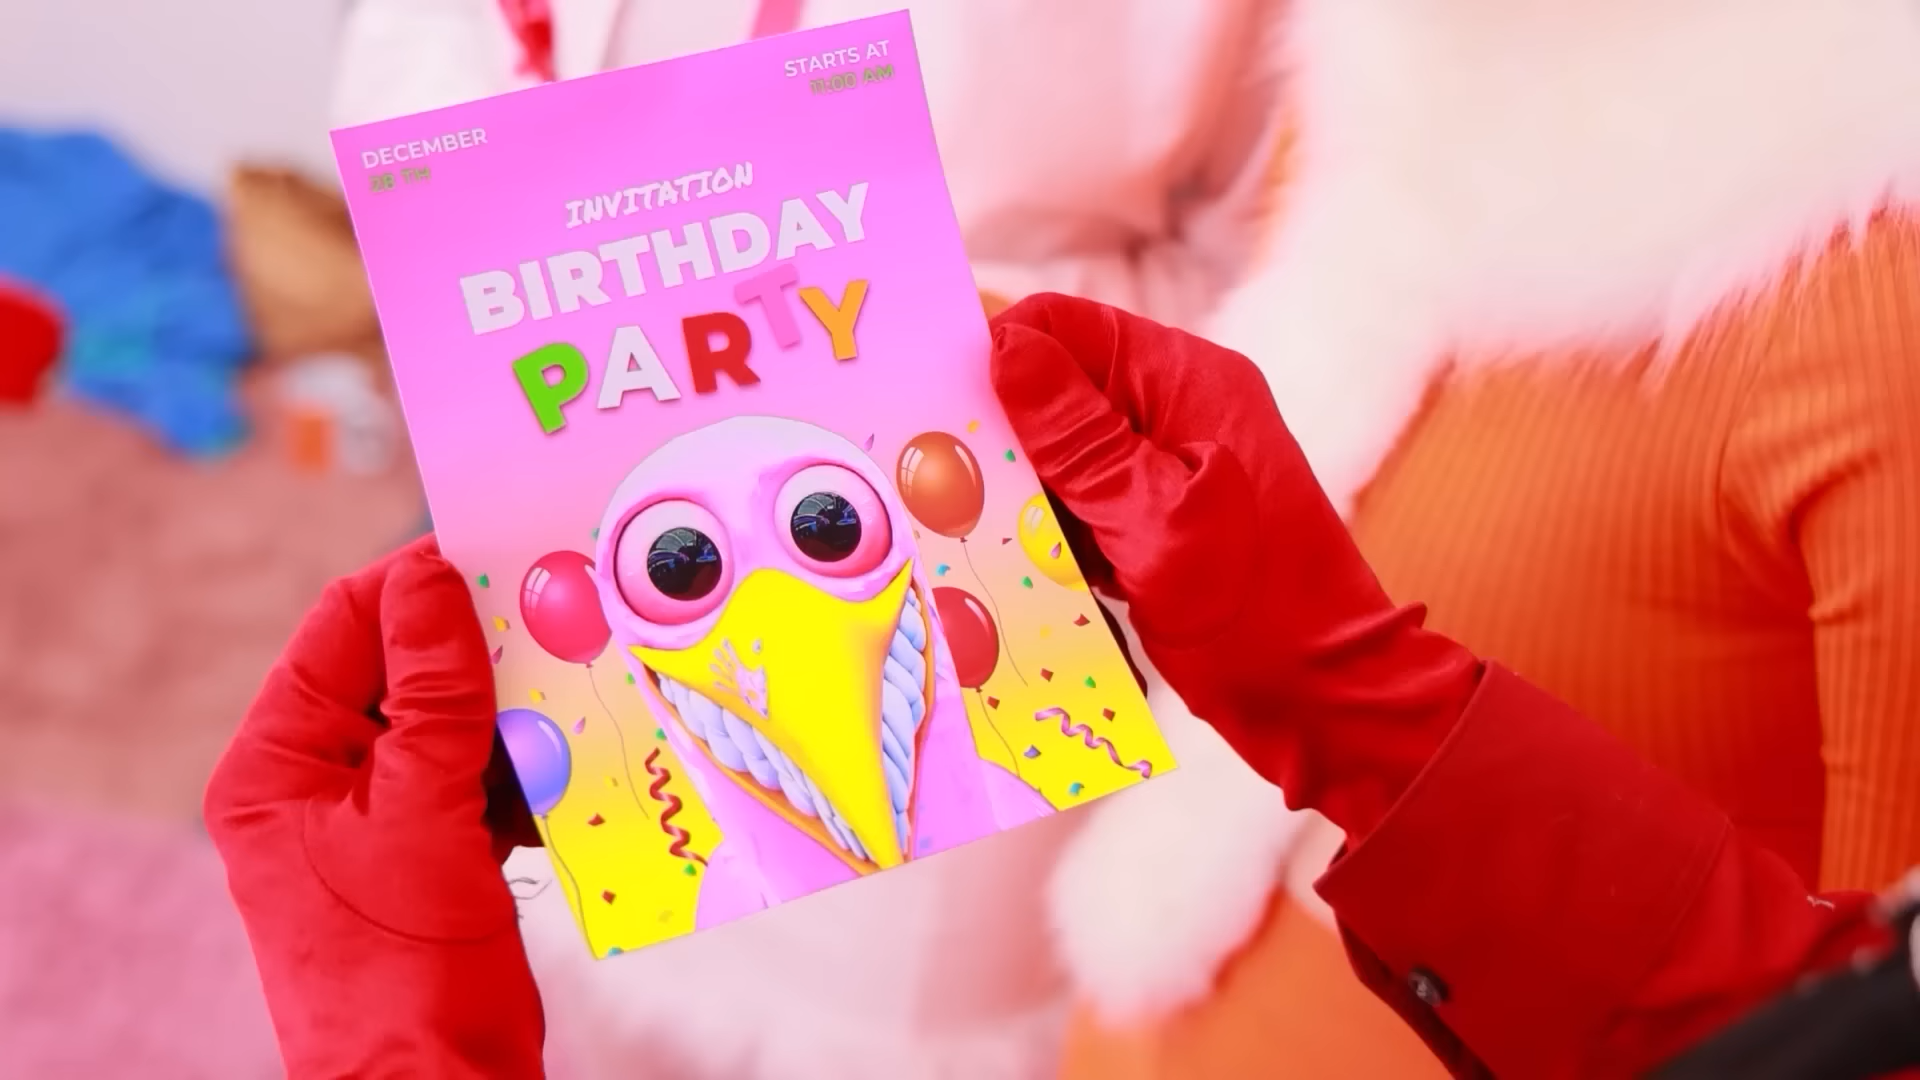 DECEMBER
28 TH
STARTS AT
11:00 AM
INVITATION
BIRTHDAY
PARTY